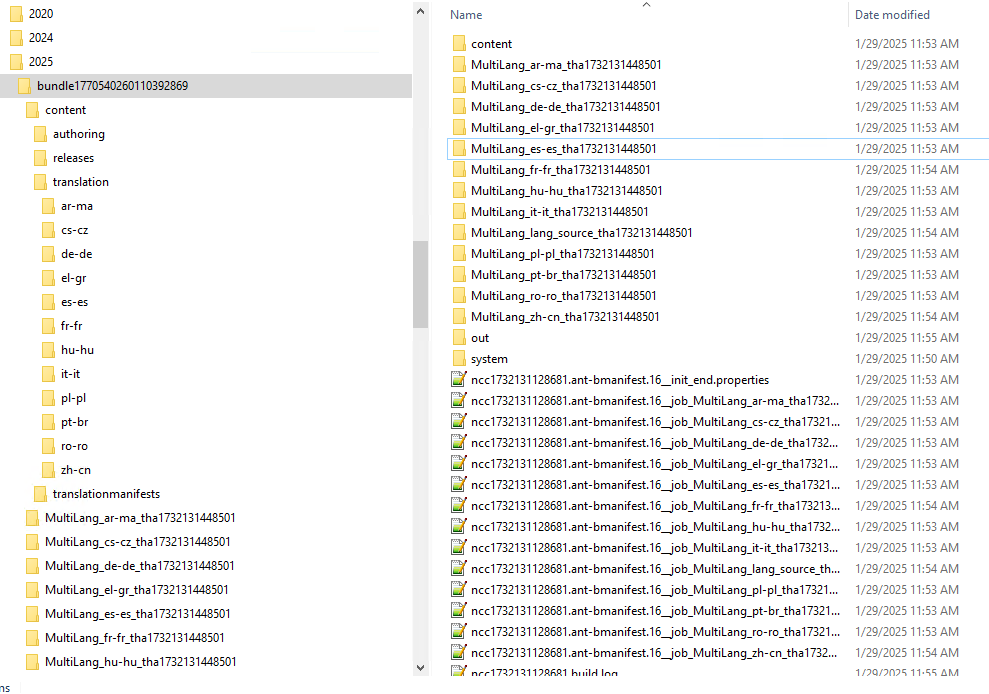 2020
2024
2025
bundle1770540260110392869
content
authoring
releases
translation
ar-ma
cs-cz
de-de
el-gr
es-es
fr-fr
hu-hu
it-it
pl-pl
pt-br
ro-ro
zh-cn
translationmanifests
MultiLang_ar-ma_tha1732131448501
MultiLang_cs-cz_tha1732131448501
MultiLang_de-de_tha1732131448501
MultiLang_el-gr_tha1732131448501
MultiLang_es-es_tha1732131448501
MultiLang_fr-fr_tha1732131448501
MultiLang_hu-hu_tha1732131448501
ns
Name Date modified
content 1/29/2025 11:53 AM
MultiLang_ar-ma_tha1732131448501 1/29/2025 11:53 AM
MultiLang_cs-cz_tha1732131448501 1/29/2025 11:53 AM
MultiLang_de-de_tha1732131448501 1/29/2025 11:53 AM
MultiLang_el-gr_tha1732131448501 1/29/2025 11:53 AM
MultiLang_es-es_tha1732131448501 1/29/2025 11:53 AM
MultiLang_fr-fr_tha1732131448501 1/29/2025 11:54 AM
MultiLang_hu-hu_tha1732131448501 1/29/2025 11:53 AM
MultiLang_it-it_tha1732131448501 1/29/2025 11:54 AM
MultiLang_lang_source_tha1732131448501 1/29/2025 11:54 AM
MultiLang_pl-pl_tha1732131448501 1/29/2025 11:53 AM
MultiLang_pt-br_tha1732131448501 1/29/2025 11:53 AM
MultiLang_ro-ro_tha1732131448501 1/29/2025 11:53 AM
MultiLang_zh-cn_tha1732131448501 1/29/2025 11:54 AM
out 1/29/2025 11:55 AM
system 1/29/2025 11:50 AM
ncc1732131128681.ant-bmanifest.16__init_end.properties 1/29/2025 11:53 AM
ncc1732131128681.ant-bmanifest.16__job_MultiLang_ar-ma_tha1732... 1/29/2025 11:53 AM
ncc1732131128681.ant-bmanifest.16__job_MultiLang_cs-cz_tha17321... 1/29/2025 11:53 AM
ncc1732131128681.ant-bmanifest.16__job_MultiLang_de-de_tha1732... 1/29/2025 11:53 AM
ncc1732131128681.ant-bmanifest.16__job_MultiLang_el-gr_tha17321... 1/29/2025 11:53 AM
ncc1732131128681.ant-bmanifest.16__job_MultiLang_es-es_tha17321... 1/29/2025 11:53 AM
ncc1732131128681.ant-bmanifest.16__job_MultiLang_fr-fr_tha173213... 1/29/2025 11:54 AM
ncc1732131128681.ant-bmanifest.16__job_MultiLang_hu-hu_tha1732... 1/29/2025 11:53 AM
ncc1732131128681.ant-bmanifest.16__job_MultiLang_it-it_tha173213... 1/29/2025 11:54 AM
ncc1732131128681.ant-bmanifest.16__job_MultiLang_lang_source_th... 1/29/2025 11:54 AM
ncc1732131128681.ant-bmanifest.16__job_MultiLang_pl-pl_tha17321... 1/29/2025 11:53 AM
ncc1732131128681.ant-bmanifest.16__job_MultiLang_pt-br_tha17321... 1/29/2025 11:53 AM
ncc1732131128681.ant-bmanifest.16__job_MultiLang_ro-ro_tha17321... 1/29/2025 11:53 AM
ncc1732131128681.ant-bmanifest.16__job_MultiLang_zh-cn_tha1732... 1/29/2025 11:54 AM
ncc1732131128681.build.log 1/29/2025 11:55 AM